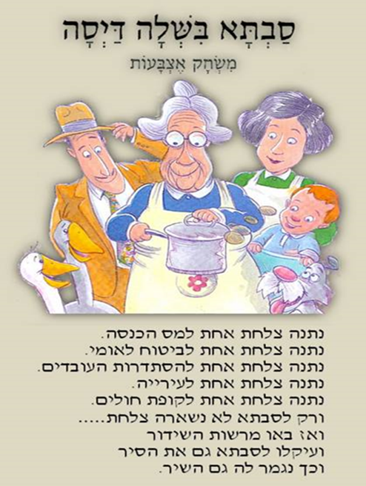 סַבְתָּא בִּשְּׁלָה דַּיְסָה
מִשְׂחָק אֶצְבָּעוֹת
נתנה צלחת אחת למס הכנסה.
נתנה צלחת אחת לביטוח לאומי.
נתנה צלחת אחת להסתדרות העובדים.
נתנה צלחת אחת לעירייה.
נתנה צלחת אחת לקופת חולים.
ורק לסבתא לא נשארה צלחת.....
ואז באו מרשות השידור
ועיקלו לסבתא גם את הסיר
וכך נגמר לה גם השיר.